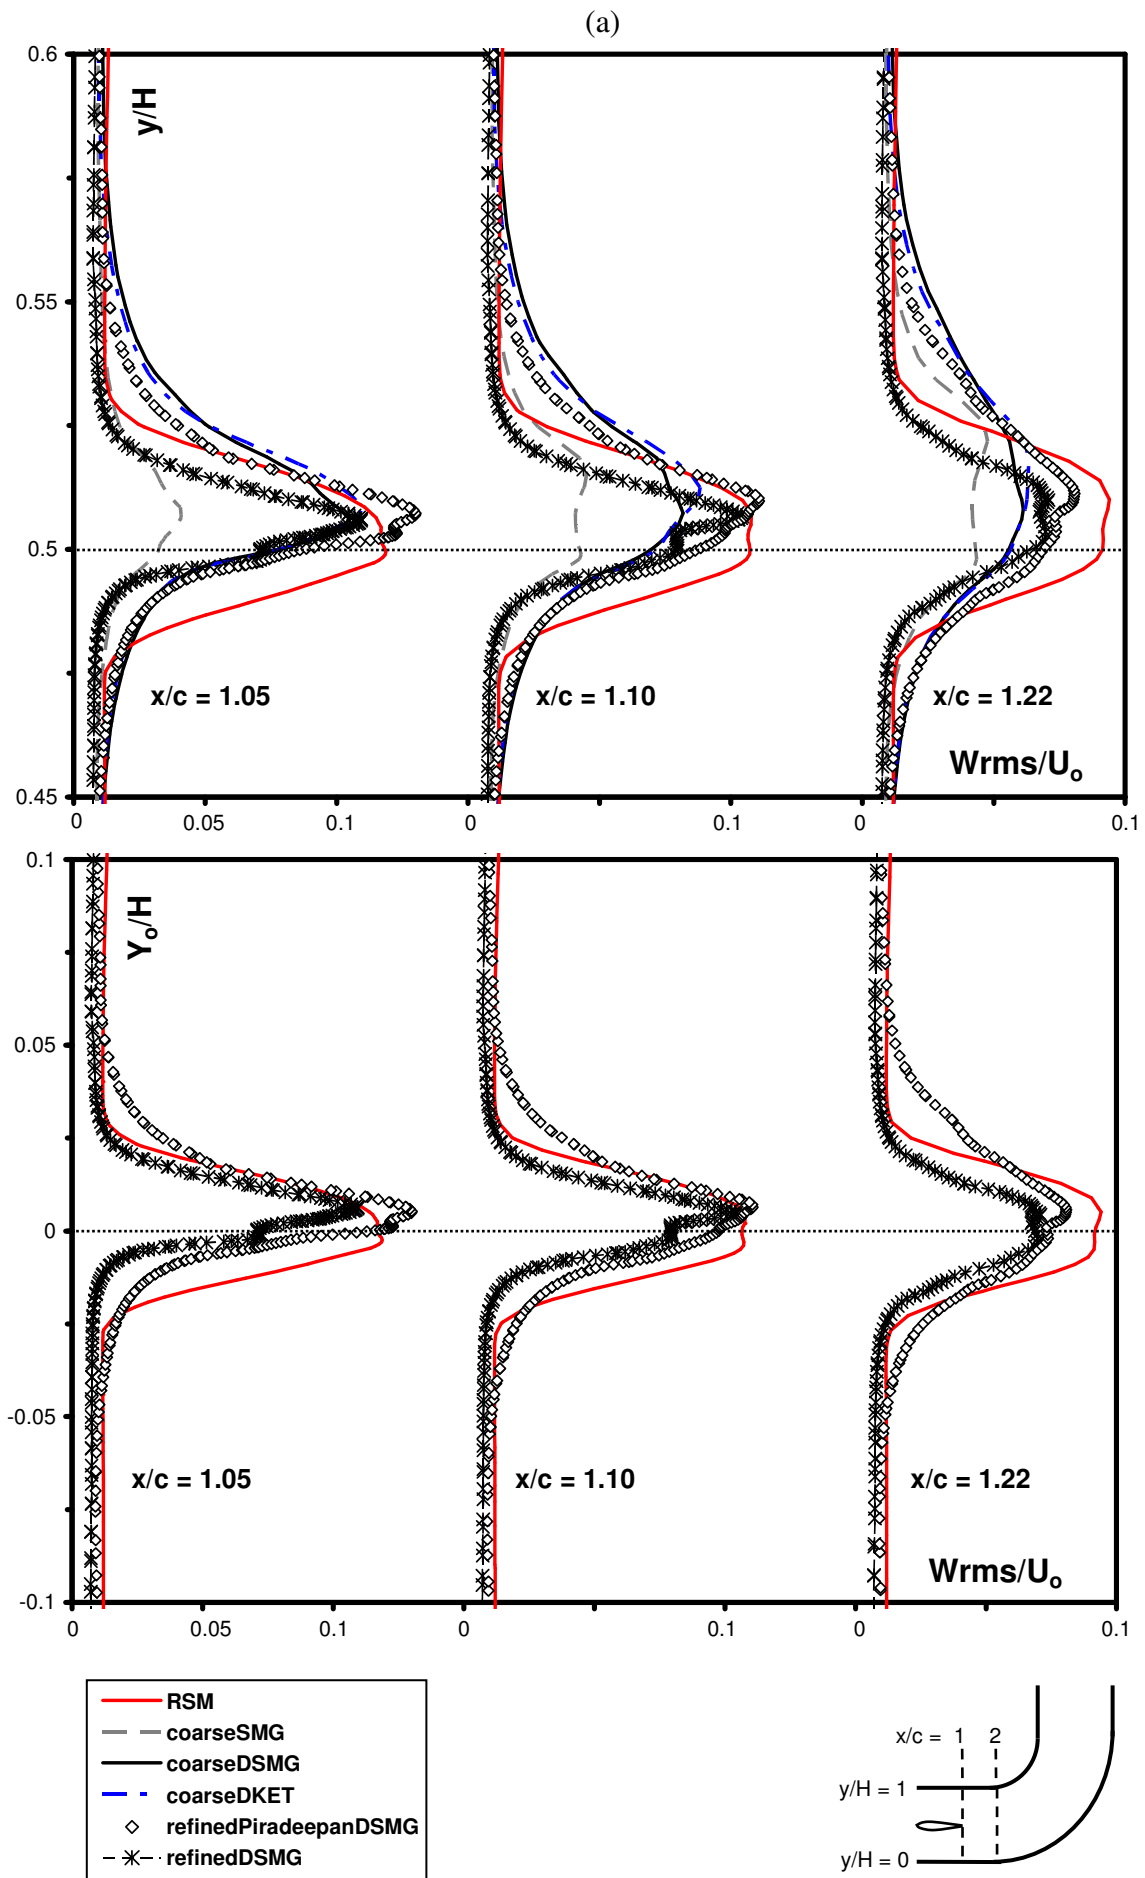 (a)
0.6
y/H
0.55
0.5
x/c = 1.05 x/c = 1.10 x/c = 1.22
Wrms/Uo
0.45
0 0.05 0.1 0 0.1 0 0.1
0.1
Yo/H
0.05
0
-0.05
x/c = 1.05 x/c = 1.10 x/c = 1.22
Wrms/Uo
-0.1
0 0.05 0.1 0 0.1 0 0.1
RSM
coarseSMG
coarseDSMG
coarseDKET
refinedPiradeepanDSMG
refinedDSMG
x/c = 1 2
y/H = 1
y/H = 0